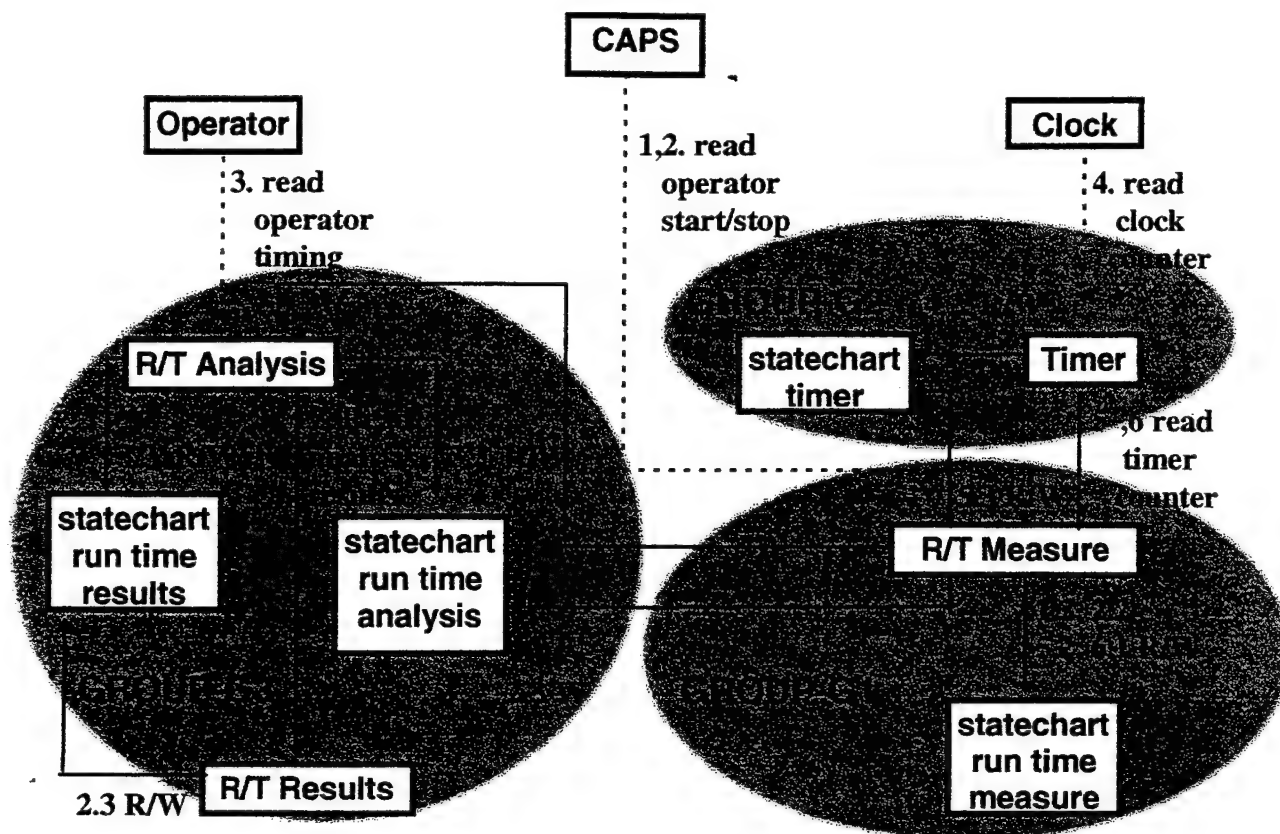 CAPS
Operator
Clock
3. read
operator
timing
1,2. read
operator
start/stop
4. read
clock
R/T Analysis
statechart
timer
Timer
read
timer
statechart
run time
results
statechart
run time
analysis
R/T Measure
GROUP
GROUP
statechart
run time
measure
2.3 R/W
R/T Results